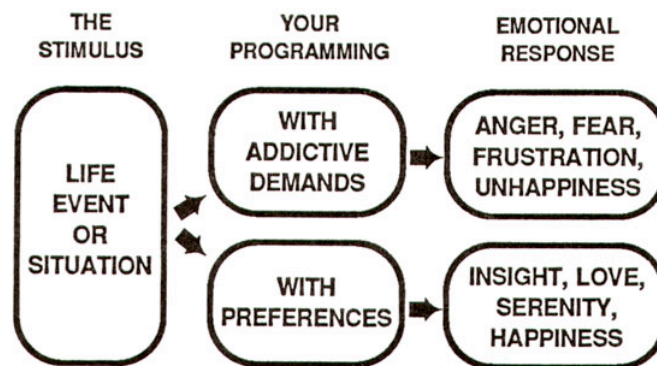 THE
STIMULUS
YOUR
PROGRAMMING
EMOTIONAL
RESPONSE
LIFE
EVENT
OR
SITUATION
WITH
ADDICTIVE
DEMANDS
ANGER, FEAR,
FRUSTRATION,
UNHAPPINESS
WITH
PREFERENCES
INSIGHT, LOVE,
SERENITY,
HAPPINESS